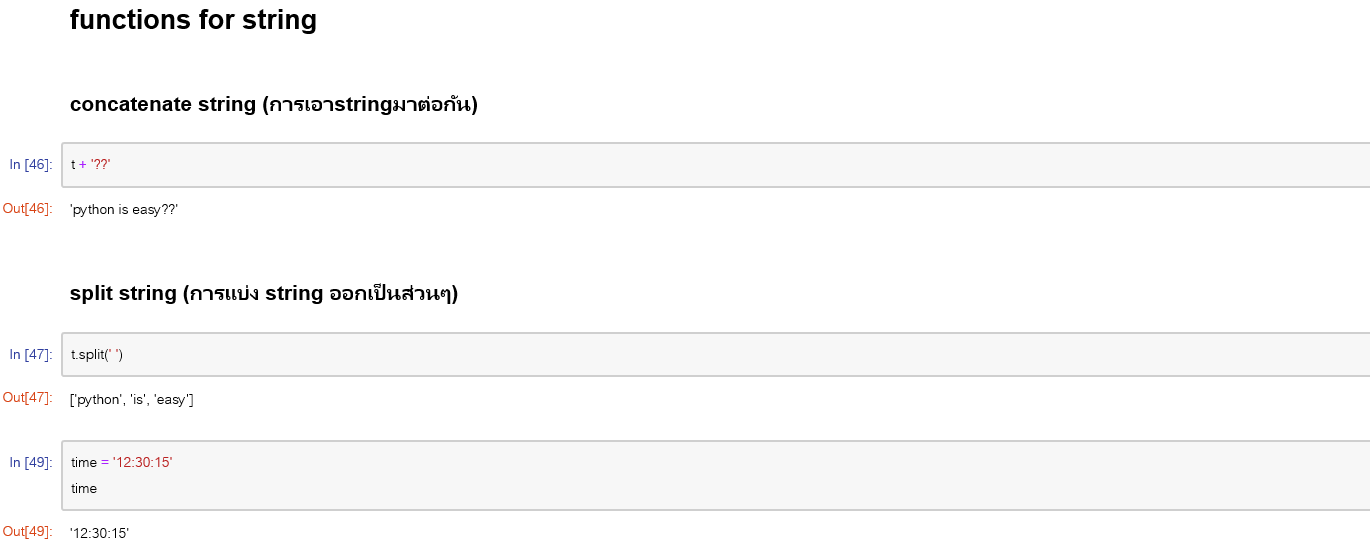 functions for string
concatenate string (การเอาstringมาต่อกัน)
In [46]: t + '??'
Out[46]: 'python is easy??'
split string (การแบ่ง string ออกเป็นส่วนๆ)
In [47]: t.split(' ')
Out[47]: ['python', 'is', 'easy']
In [49]: time = '12:30:15'
time
Out[49]: '12:30:15'